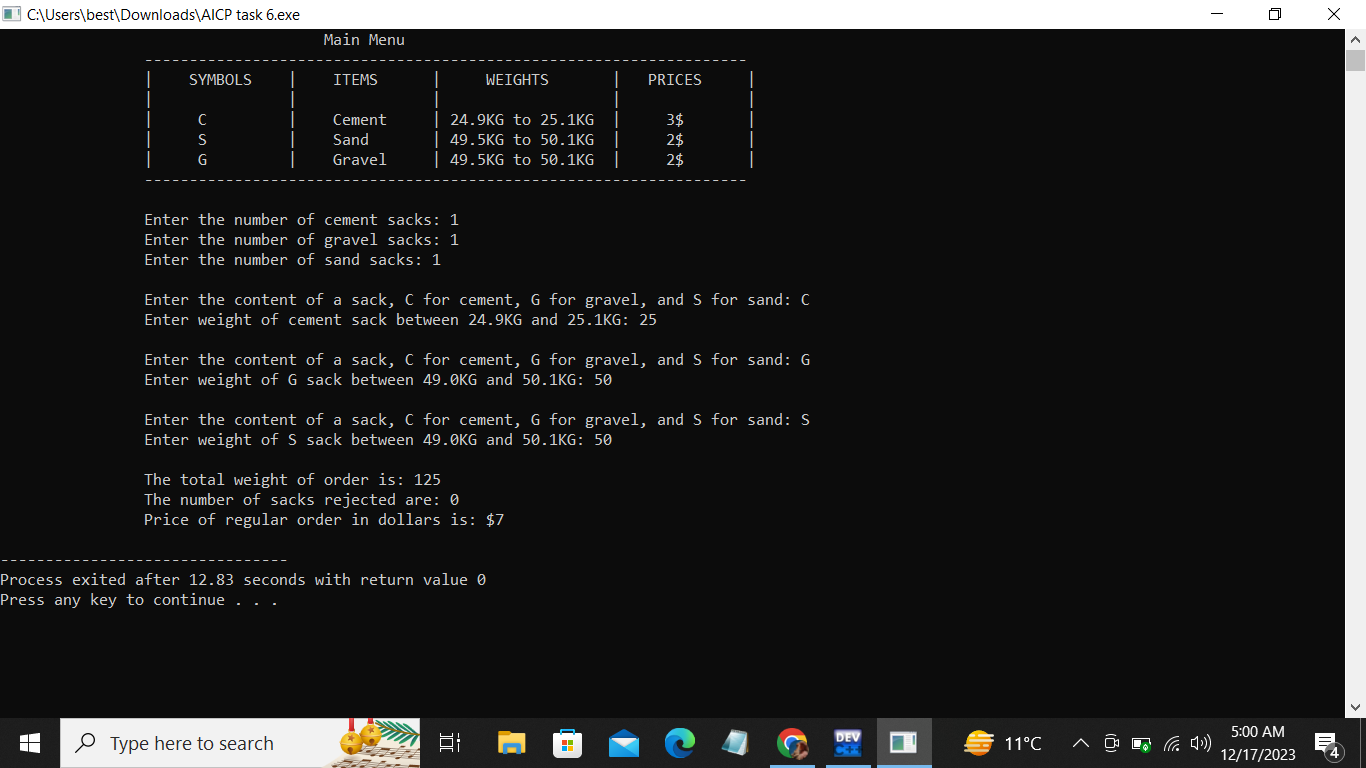 C:\Users\best\Downloads\AICP task 6.exe
Main Menu
-------------------------------------------------------------------
| SYMBOLS | ITEMS | WEIGHTS | PRICES |
| | | | |
| C | Cement | 24.9KG to 25.1KG | 3$ |
| S | Sand | 49.5KG to 50.1KG | 2$ |
| G | Gravel | 49.5KG to 50.1KG | 2$ |
-------------------------------------------------------------------
Enter the number of cement sacks: 1
Enter the number of gravel sacks: 1
Enter the number of sand sacks: 1
Enter the content of a sack, C for cement, G for gravel, and S for sand: C
Enter weight of cement sack between 24.9KG and 25.1KG: 25
Enter the content of a sack, C for cement, G for gravel, and S for sand: G
Enter weight of G sack between 49.0KG and 50.1KG: 50
Enter the content of a sack, C for cement, G for gravel, and S for sand: S
Enter weight of S sack between 49.0KG and 50.1KG: 50
The total weight of order is: 125
The number of sacks rejected are: 0
Price of regular order in dollars is: $7
--------------------------------
Process exited after 12.83 seconds with return value 0
Press any key to continue . . .
Type here to search
DEV
C++
11°C
5:00 AM
12/17/2023
4